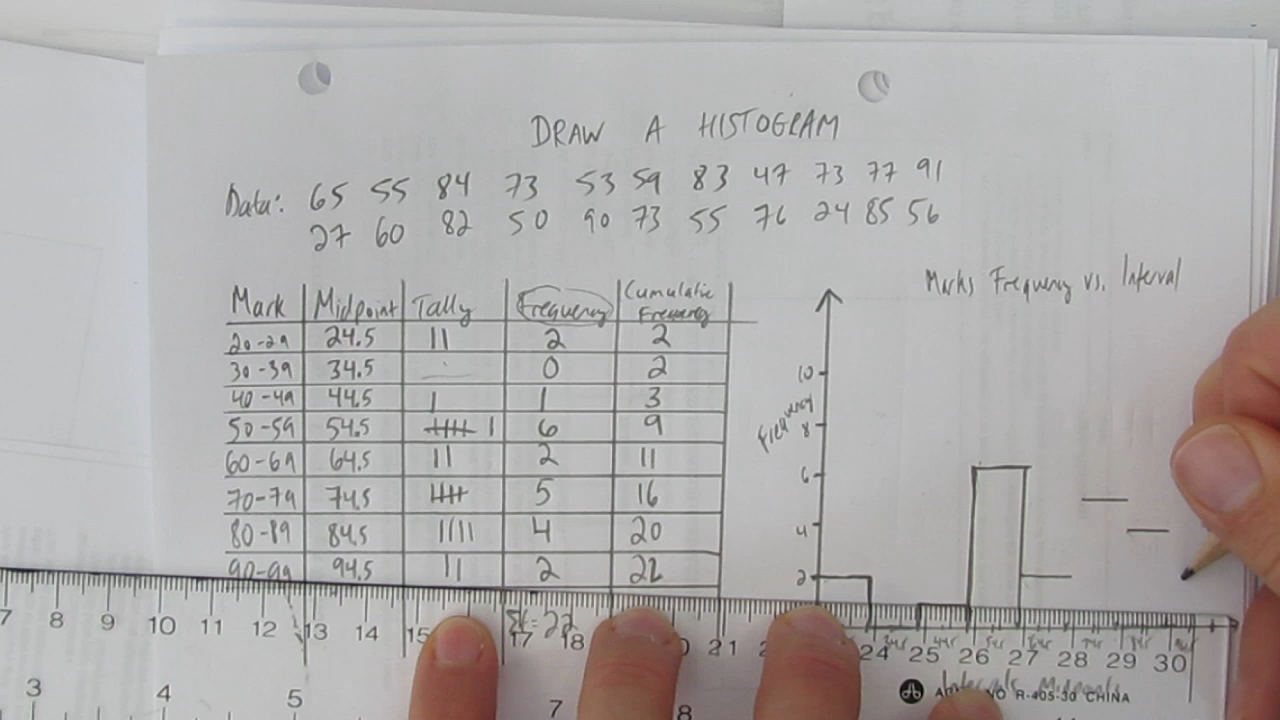 DRAW A HISTOGRAM
Data: 65 55 84 73 53 59 83 47 73 77 91
27 60 82 50 90 73 55 76 24 85 56
Marks Frequency vs. Interval
Mark Midpoint Tally Frequency Cumulative Frequency
20-29 24.5 || 2 2
30-39 34.5 0 2
40-49 44.5 | 1 3
50-59 54.5 |||| | 6 9
60-69 64.5 || 2 11
70-79 74.5 |||| 5 16
80-89 84.5 |||| 4 20
90-99 94.5 || 2 22
Σf=22
Frequency
10
8
6
4
2
7 8 9 10 11 12 13 14 15 17 18 21 24 25 26 27 28 29 30
3 4 5 7 8
R-405-30 CHINA